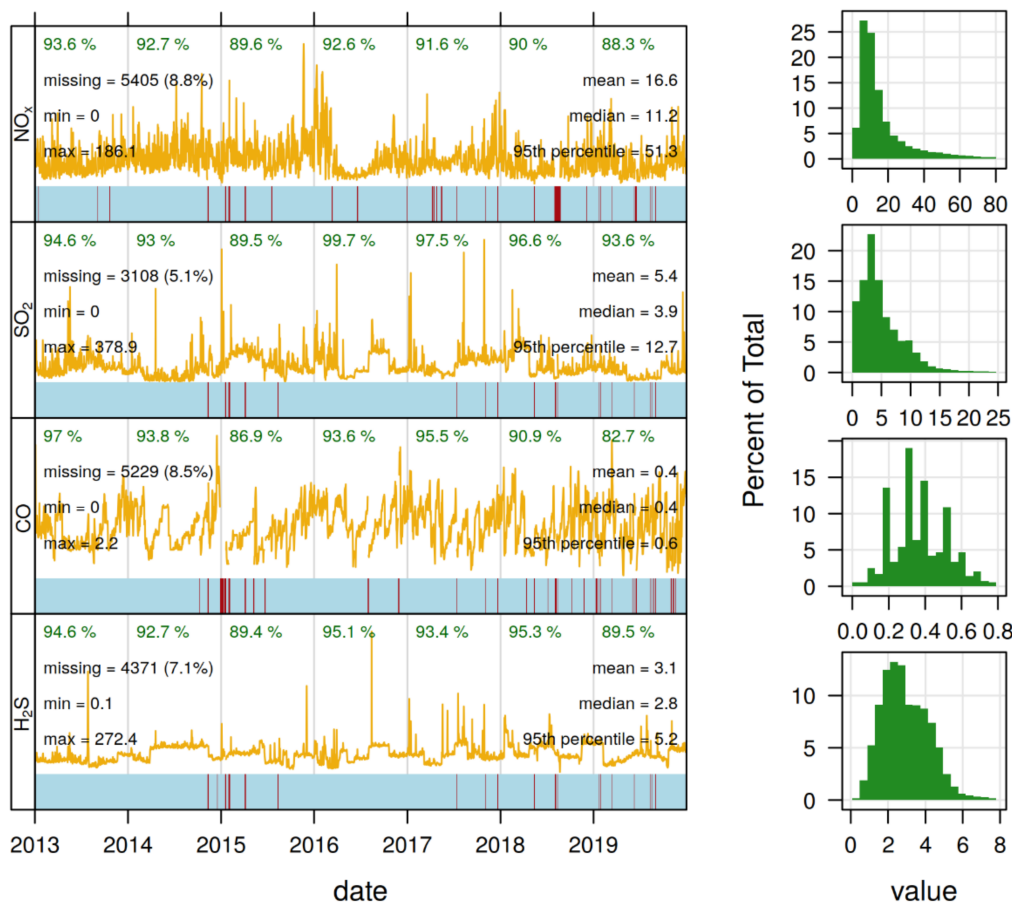 NOx
93.6 % 92.7 % 89.6 % 92.6 % 91.6 % 90 % 88.3 %
missing = 5405 (8.8%) mean = 16.6
min = 0 median = 11.2
max = 186.1 95th percentile = 51.3
SO2
94.6 % 93 % 89.5 % 99.7 % 97.5 % 96.6 % 93.6 %
missing = 3108 (5.1%) mean = 5.4
min = 0 median = 3.9
max = 378.9 95th percentile = 12.7
CO
97 % 93.8 % 86.9 % 93.6 % 95.5 % 90.9 % 82.7 %
missing = 5229 (8.5%) mean = 0.4
min = 0 median = 0.4
max = 2.2 95th percentile = 0.6
H2S
94.6 % 92.7 % 89.4 % 95.1 % 93.4 % 95.3 % 89.5 %
missing = 4371 (7.1%) mean = 3.1
min = 0.1 median = 2.8
max = 272.4 95th percentile = 5.2
2013 2014 2015 2016 2017 2018 2019
date
Percent of Total
25
20
15
10
5
0
0 20 40 60 80
20
15
10
5
0
0 5 10 15 20 25
15
10
5
0
0.0 0.2 0.4 0.6 0.8
10
5
0
0 2 4 6 8
value